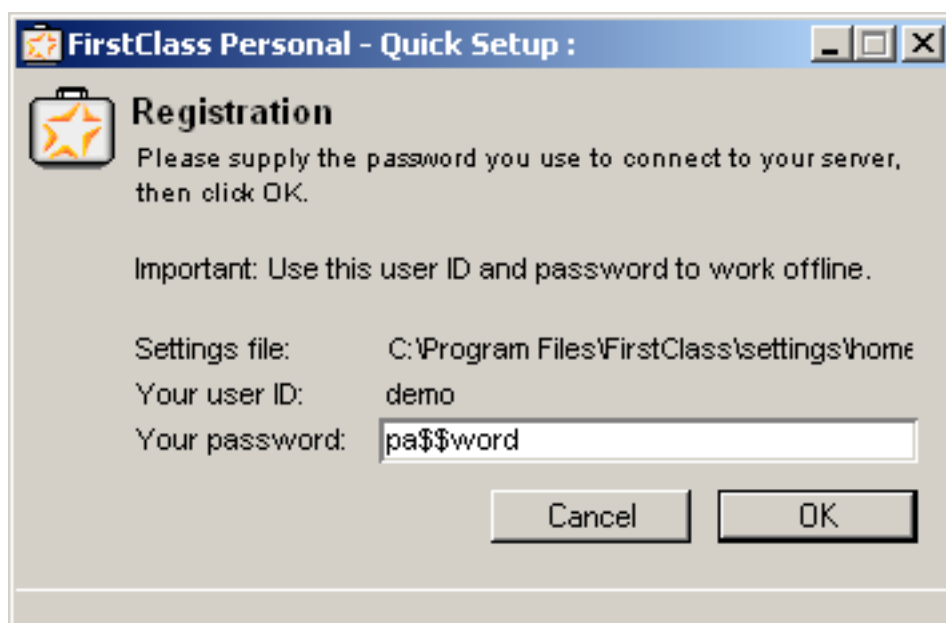 FirstClass Personal - Quick Setup :
Registration
Please supply the password you use to connect to your server,
then click OK.
Important: Use this user ID and password to work offline.
Settings file: C:\Program Files\FirstClass\settings\home
Your user ID: demo
Your password: pa$$word
Cancel OK